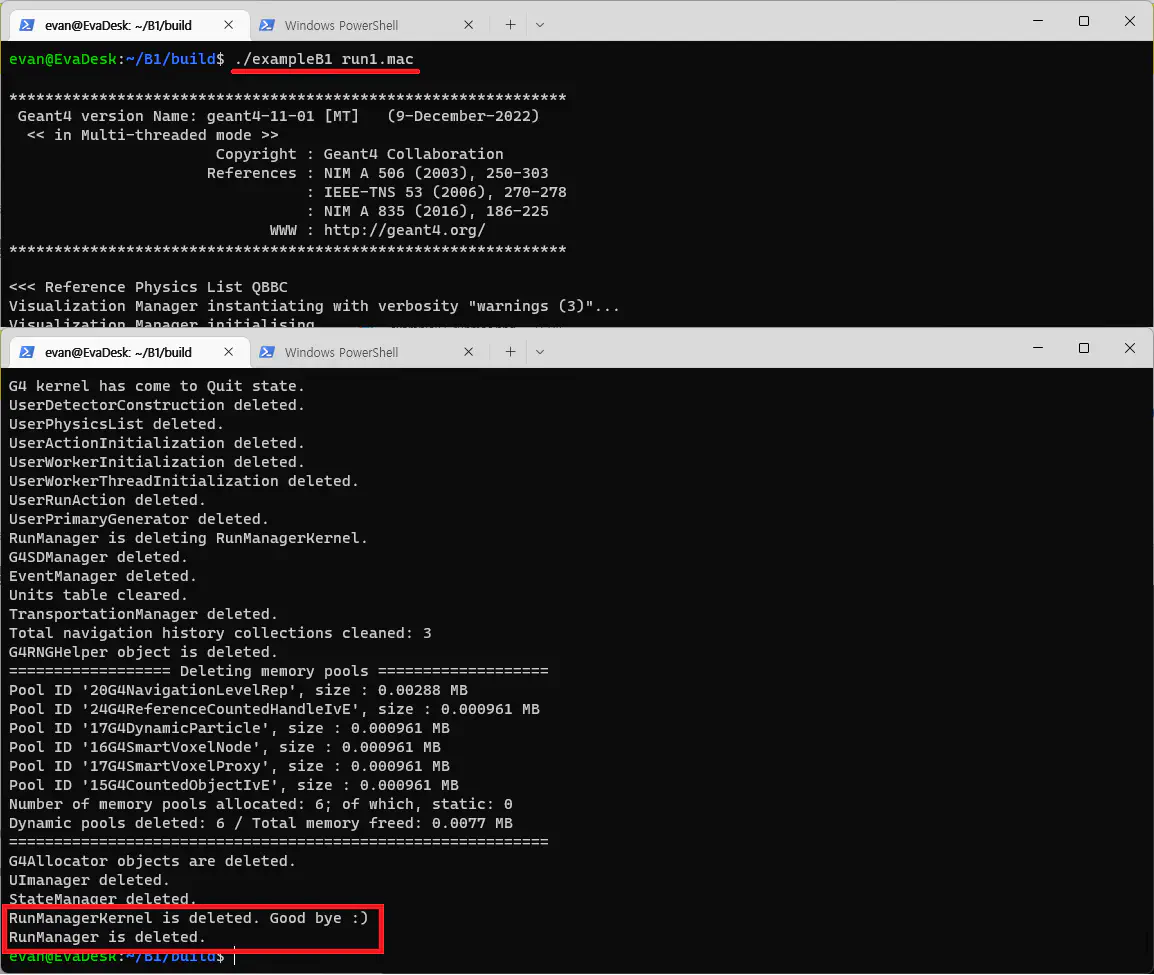 evan@EvaDesk: ~/B1/build
Windows PowerShell
evan@EvaDesk:~/B1/build$ ./exampleB1 run1.mac
**************************************************************
Geant4 version Name: geant4-11-01 [MT]   (9-December-2022)
<< in Multi-threaded mode >>
Copyright : Geant4 Collaboration
References : NIM A 506 (2003), 250-303
: IEEE-TNS 53 (2006), 270-278
: NIM A 835 (2016), 186-225
WWW : http://geant4.org/
**************************************************************
<<< Reference Physics List QBBC
Visualization Manager instantiating with verbosity "warnings (3)"...
Visualization Manager initialising
evan@EvaDesk: ~/B1/build
Windows PowerShell
G4 kernel has come to Quit state.
UserDetectorConstruction deleted.
UserPhysicsList deleted.
UserActionInitialization deleted.
UserWorkerInitialization deleted.
UserWorkerThreadInitialization deleted.
UserRunAction deleted.
UserPrimaryGenerator deleted.
RunManager is deleting RunManagerKernel.
G4SDManager deleted.
EventManager deleted.
Units table cleared.
TransportationManager deleted.
Total navigation history collections cleaned: 3
G4RNGHelper object is deleted.
================== Deleting memory pools ===================
Pool ID '20G4NavigationLevelRep', size : 0.00288 MB
Pool ID '24G4ReferenceCountedHandleIvE', size : 0.000961 MB
Pool ID '17G4DynamicParticle', size : 0.000961 MB
Pool ID '16G4SmartVoxelNode', size : 0.000961 MB
Pool ID '17G4SmartVoxelProxy', size : 0.000961 MB
Pool ID '15G4CountedObjectIvE', size : 0.000961 MB
Number of memory pools allocated: 6; of which, static: 0
Dynamic pools deleted: 6 / Total memory freed: 0.0077 MB
============================================================
G4Allocator objects are deleted.
UImanager deleted.
StateManager deleted.
RunManagerKernel is deleted. Good bye :)
RunManager is deleted.
evan@EvaDesk:~/B1/build$